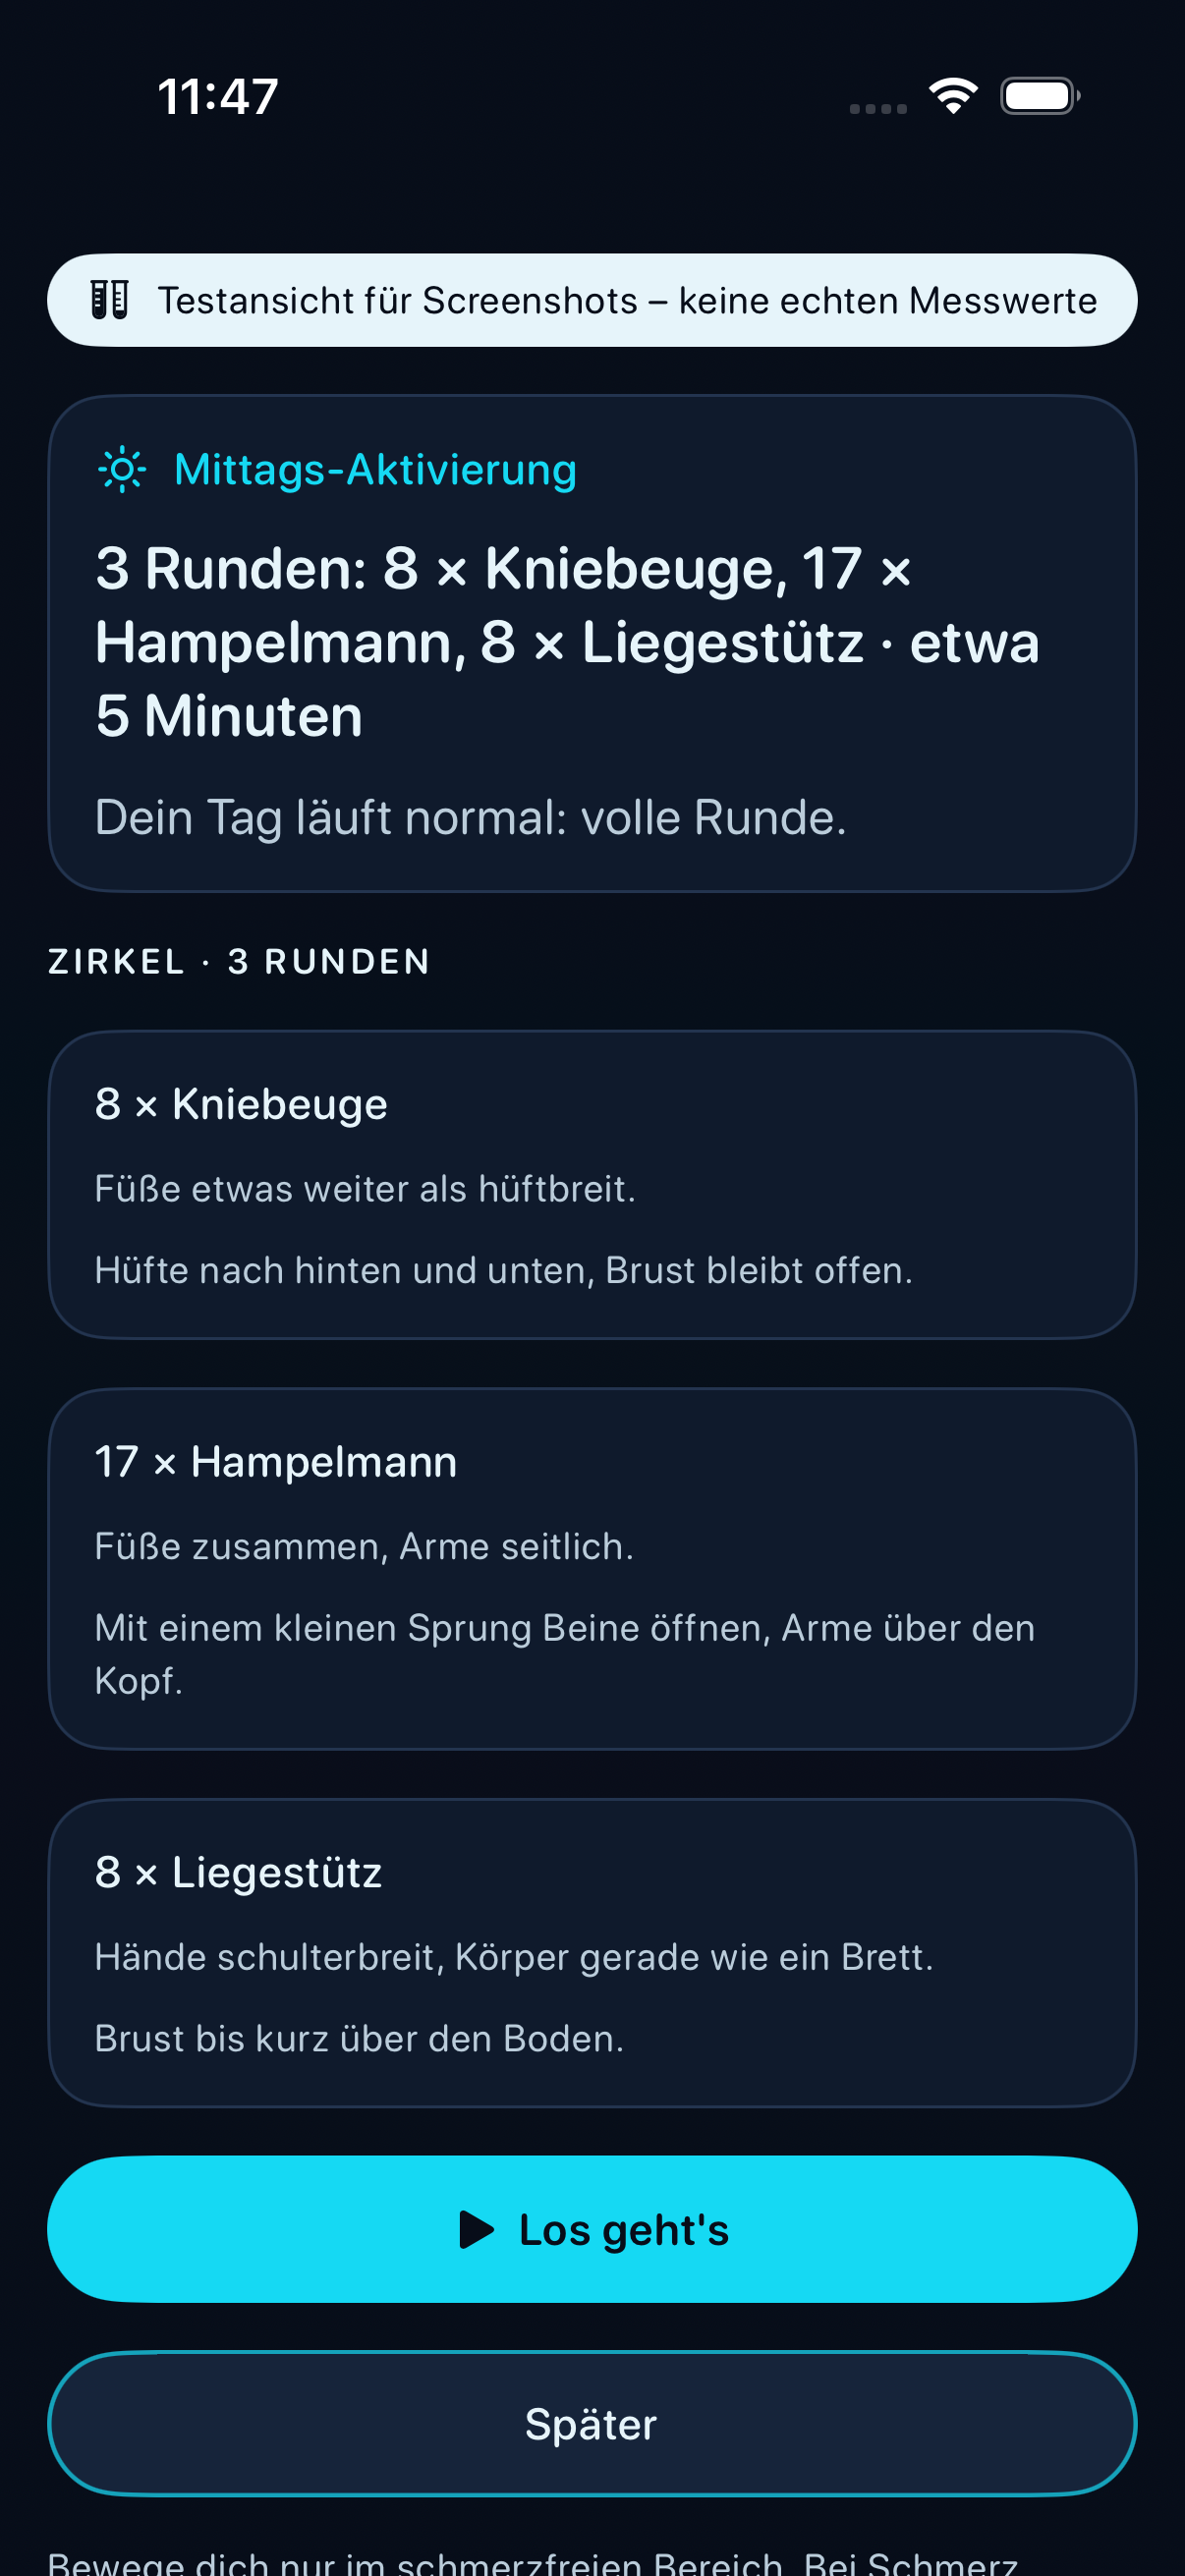 11:47
Testansicht für Screenshots – keine echten Messwerte
Mittags-Aktivierung
3 Runden: 8 × Kniebeuge, 17 ×
Hampelmann, 8 × Liegestütz · etwa
5 Minuten
Dein Tag läuft normal: volle Runde.
ZIRKEL · 3 RUNDEN
8 × Kniebeuge
Füße etwas weiter als hüftbreit.
Hüfte nach hinten und unten, Brust bleibt offen.
17 × Hampelmann
Füße zusammen, Arme seitlich.
Mit einem kleinen Sprung Beine öffnen, Arme über den
Kopf.
8 × Liegestütz
Hände schulterbreit, Körper gerade wie ein Brett.
Brust bis kurz über den Boden.
Los geht's
Später
Bewege dich nur im schmerzfreien Bereich. Bei Schmerz